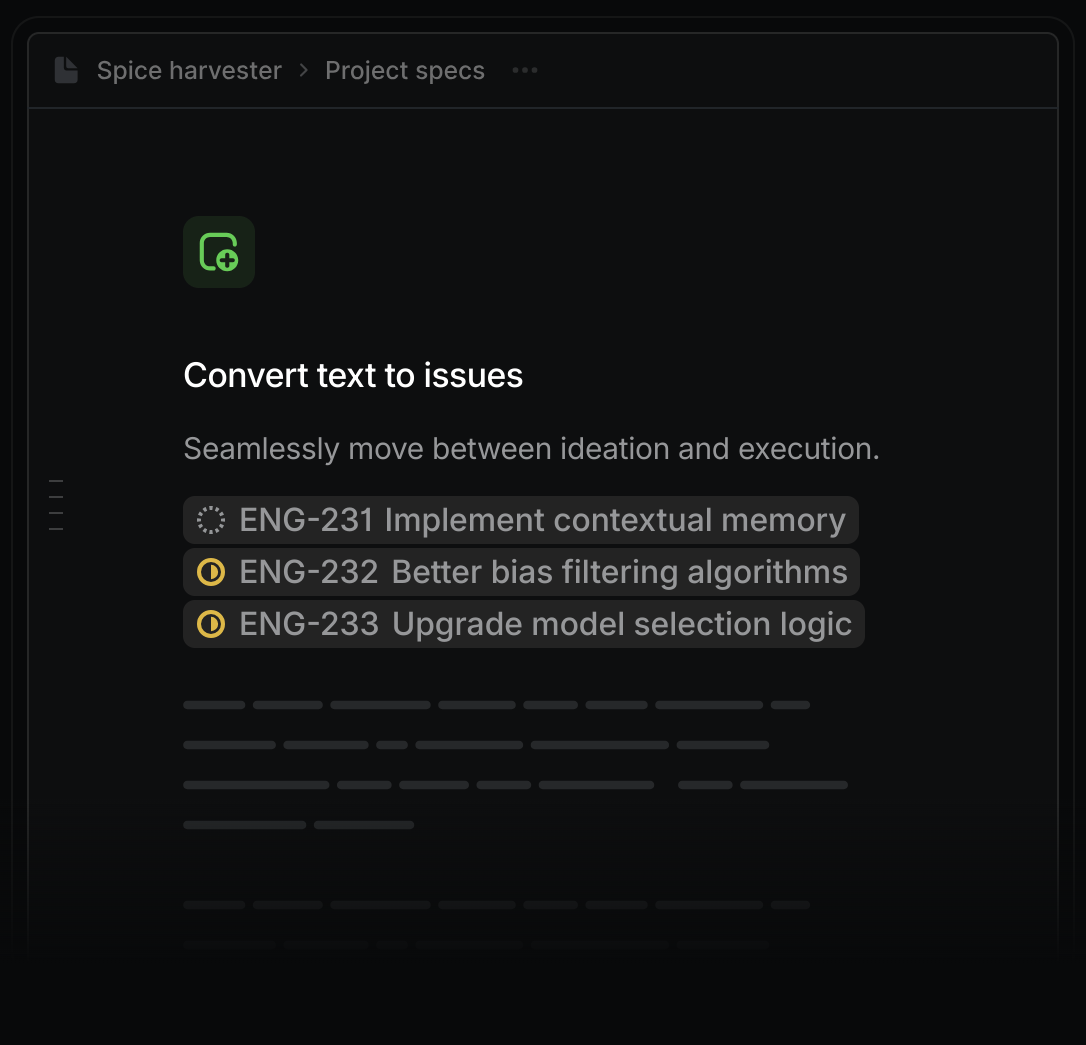 Spice harvester > Project specs ...
Convert text to issues
Seamlessly move between ideation and execution.
ENG-231 Implement contextual memory
ENG-232 Better bias filtering algorithms
ENG-233 Upgrade model selection logic